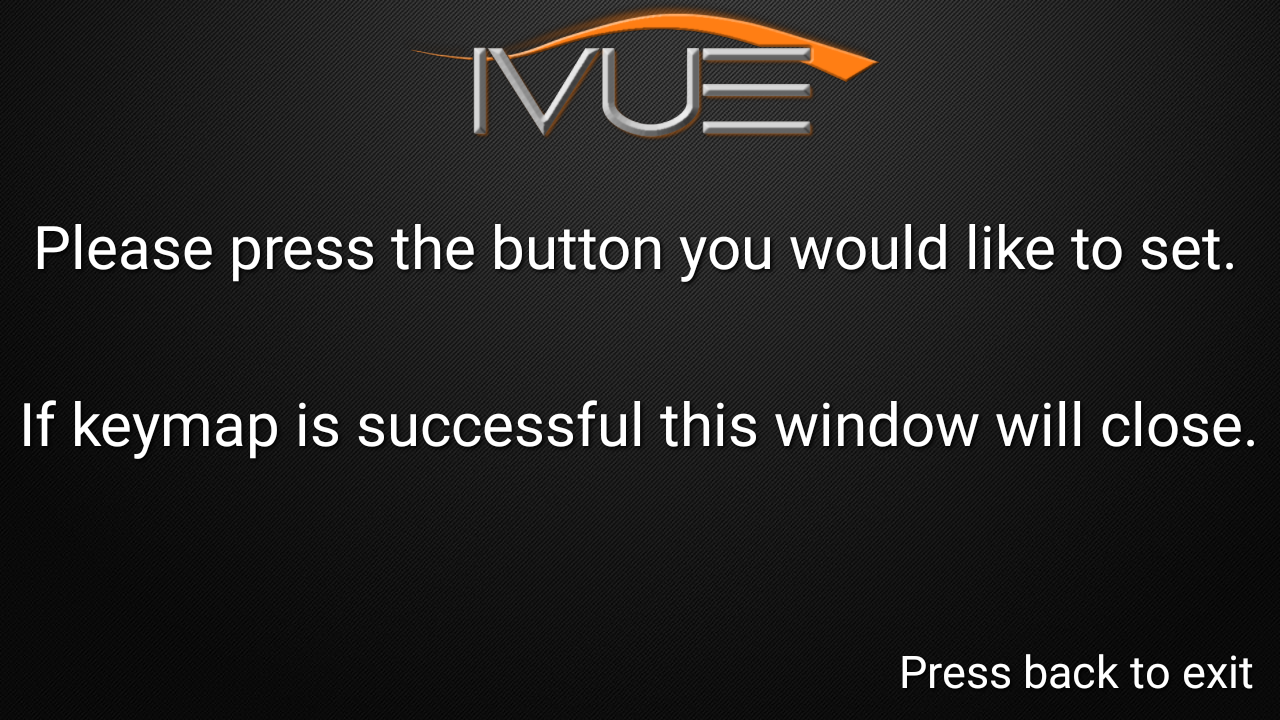 IVUE
Please press the button you would like to set.
If keymap is successful this window will close.
Press back to exit